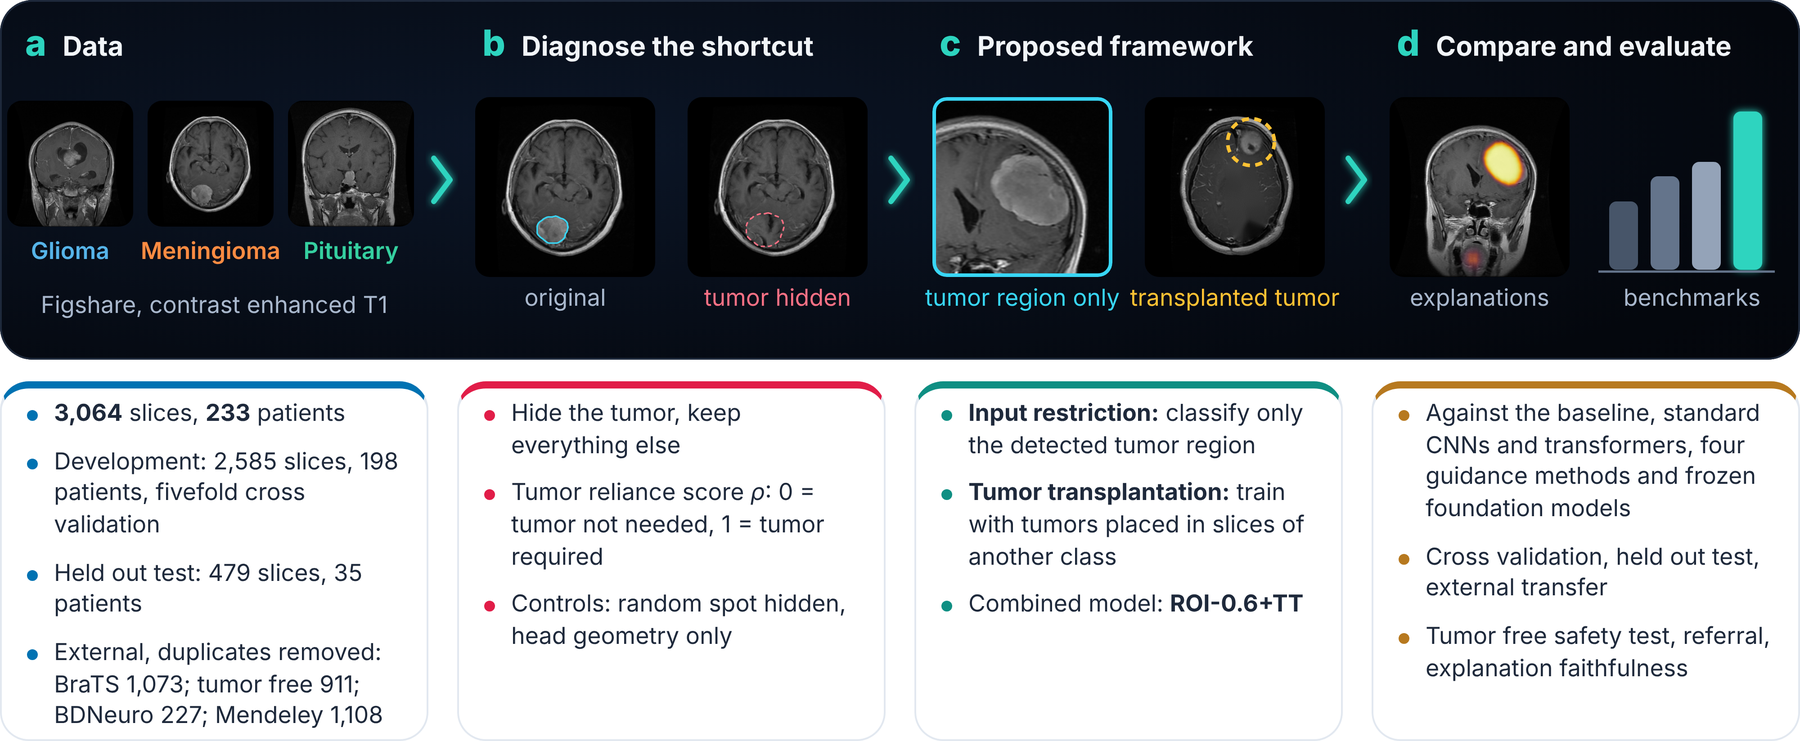 a Data
b Diagnose the shortcut
c Proposed framework
d Compare and evaluate
Glioma
Meningioma
Pituitary
Figshare, contrast enhanced T1
original
tumor hidden
tumor region only
transplanted tumor
explanations
benchmarks
3,064 slices, 233 patients
Development: 2,585 slices, 198
patients, fivefold cross
validation
Held out test: 479 slices, 35
patients
External, duplicates removed:
BraTS 1,073; tumor free 911;
BDNeuro 227; Mendeley 1,108
Hide the tumor, keep
everything else
Tumor reliance score ρ: 0 =
tumor not needed, 1 = tumor
required
Controls: random spot hidden,
head geometry only
Input restriction: classify only
the detected tumor region
Tumor transplantation: train
with tumors placed in slices of
another class
Combined model: ROI-0.6+TT
Against the baseline, standard
CNNs and transformers, four
guidance methods and frozen
foundation models
Cross validation, held out test,
external transfer
Tumor free safety test, referral,
explanation faithfulness